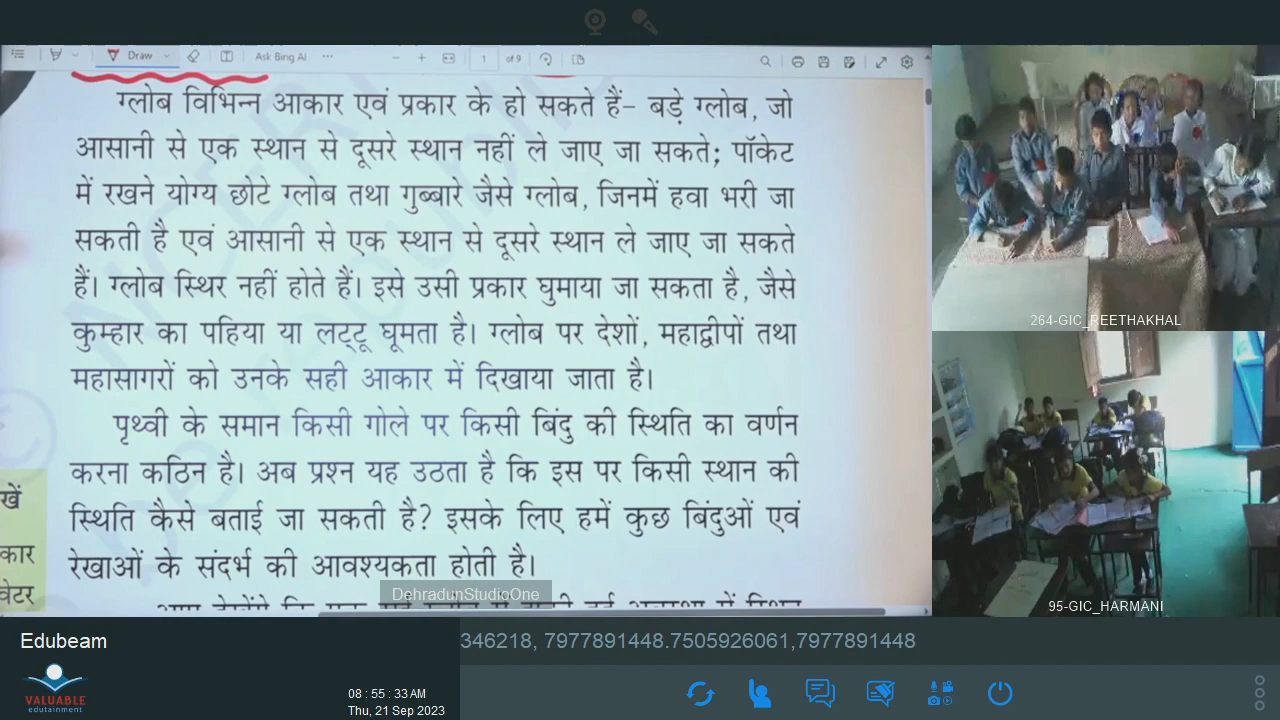 Draw
Ask Bing AI
1
of 9
ग्लोब विभिन्न आकार एवं प्रकार के हो सकते हैं– बड़े ग्लोब, जो
आसानी से एक स्थान से दूसरे स्थान नहीं ले जाए जा सकते; पॉकेट
में रखने योग्य छोटे ग्लोब तथा गुब्बारे जैसे ग्लोब, जिनमें हवा भरी जा
सकती है एवं आसानी से एक स्थान से दूसरे स्थान ले जाए जा सकते
हैं। ग्लोब स्थिर नहीं होते हैं। इसे उसी प्रकार घुमाया जा सकता है, जैसे
कुम्हार का पहिया या लट्टू घूमता है। ग्लोब पर देशों, महाद्वीपों तथा
महासागरों को उनके सही आकार में दिखाया जाता है।
पृथ्वी के समान किसी गोले पर किसी बिंदु की स्थिति का वर्णन
करना कठिन है। अब प्रश्न यह उठता है कि इस पर किसी स्थान की
स्थिति कैसे बताई जा सकती है? इसके लिए हमें कुछ बिंदुओं एवं
रेखाओं के संदर्भ की आवश्यकता होती है।
खें
कार
वेटर
DehradunStudioOne
264-GIC_REETHAKHAL
95-GIC_HARMANI
Edubeam
346218, 7977891448.7505926061,7977891448
VALUABLE
edutainment
08 : 55 : 33 AM
Thu, 21 Sep 2023